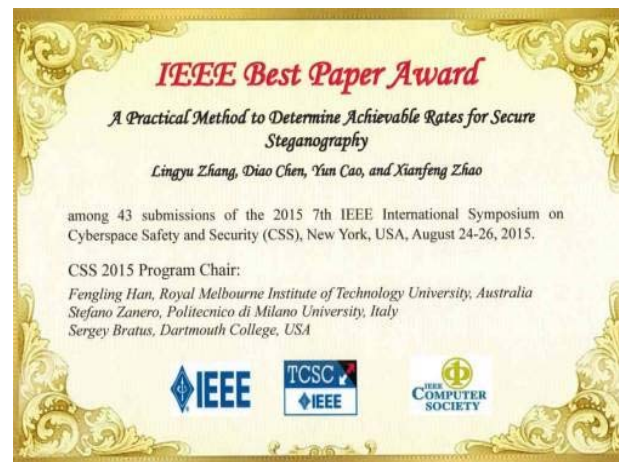 IEEE Best Paper Award
A Practical Method to Determine Achievable Rates for Secure
Steganography
Lingyu Zhang, Diao Chen, Yun Cao, and Xianfeng Zhao
among 43 submissions of the 2015 7th IEEE International Symposium on
Cyberspace Safety and Security (CSS), New York, USA, August 24-26, 2015.
CSS 2015 Program Chair:
Fengling Han, Royal Melbourne Institute of Technology University, Australia
Stefano Zanero, Politecnico di Milano University, Italy
Sergey Bratus, Dartmouth College, USA
IEEE
TCSC
IEEE
IEEE
COMPUTER
SOCIETY